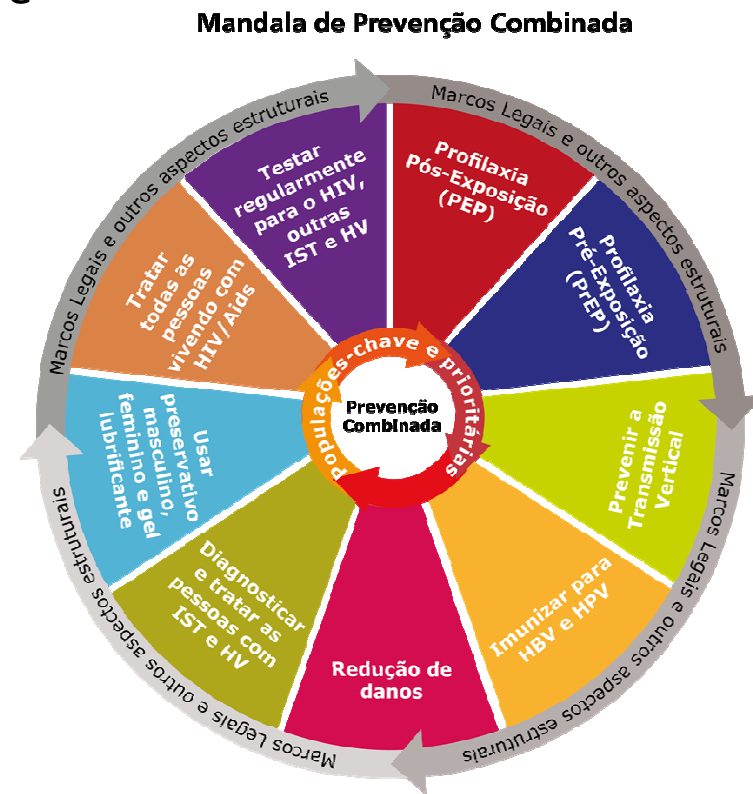 Mandala de Prevenção Combinada
Marcos Legais e outros aspectos estruturais
Marcos Legais e outros aspectos estruturais
Marcos Legais e outros aspectos estruturais
Marcos Legais e outros aspectos estruturais
Profilaxia
Pós-Exposição
(PEP)
Profilaxia
Pré-Exposição
(PrEP)
Prevenir a
Transmissão
Vertical
Imunizar para
HBV e HPV
Redução de
danos
Diagnosticar
e tratar as
pessoas com
IST e HV
Usar
preservativo
masculino,
feminino e gel
lubrificante
Tratar
todas as
pessoas
vivendo com
HIV/Aids
Testar
regularmente
para o HIV,
outras
IST e HV
Populações-chave e prioritárias
Prevenção
Combinada